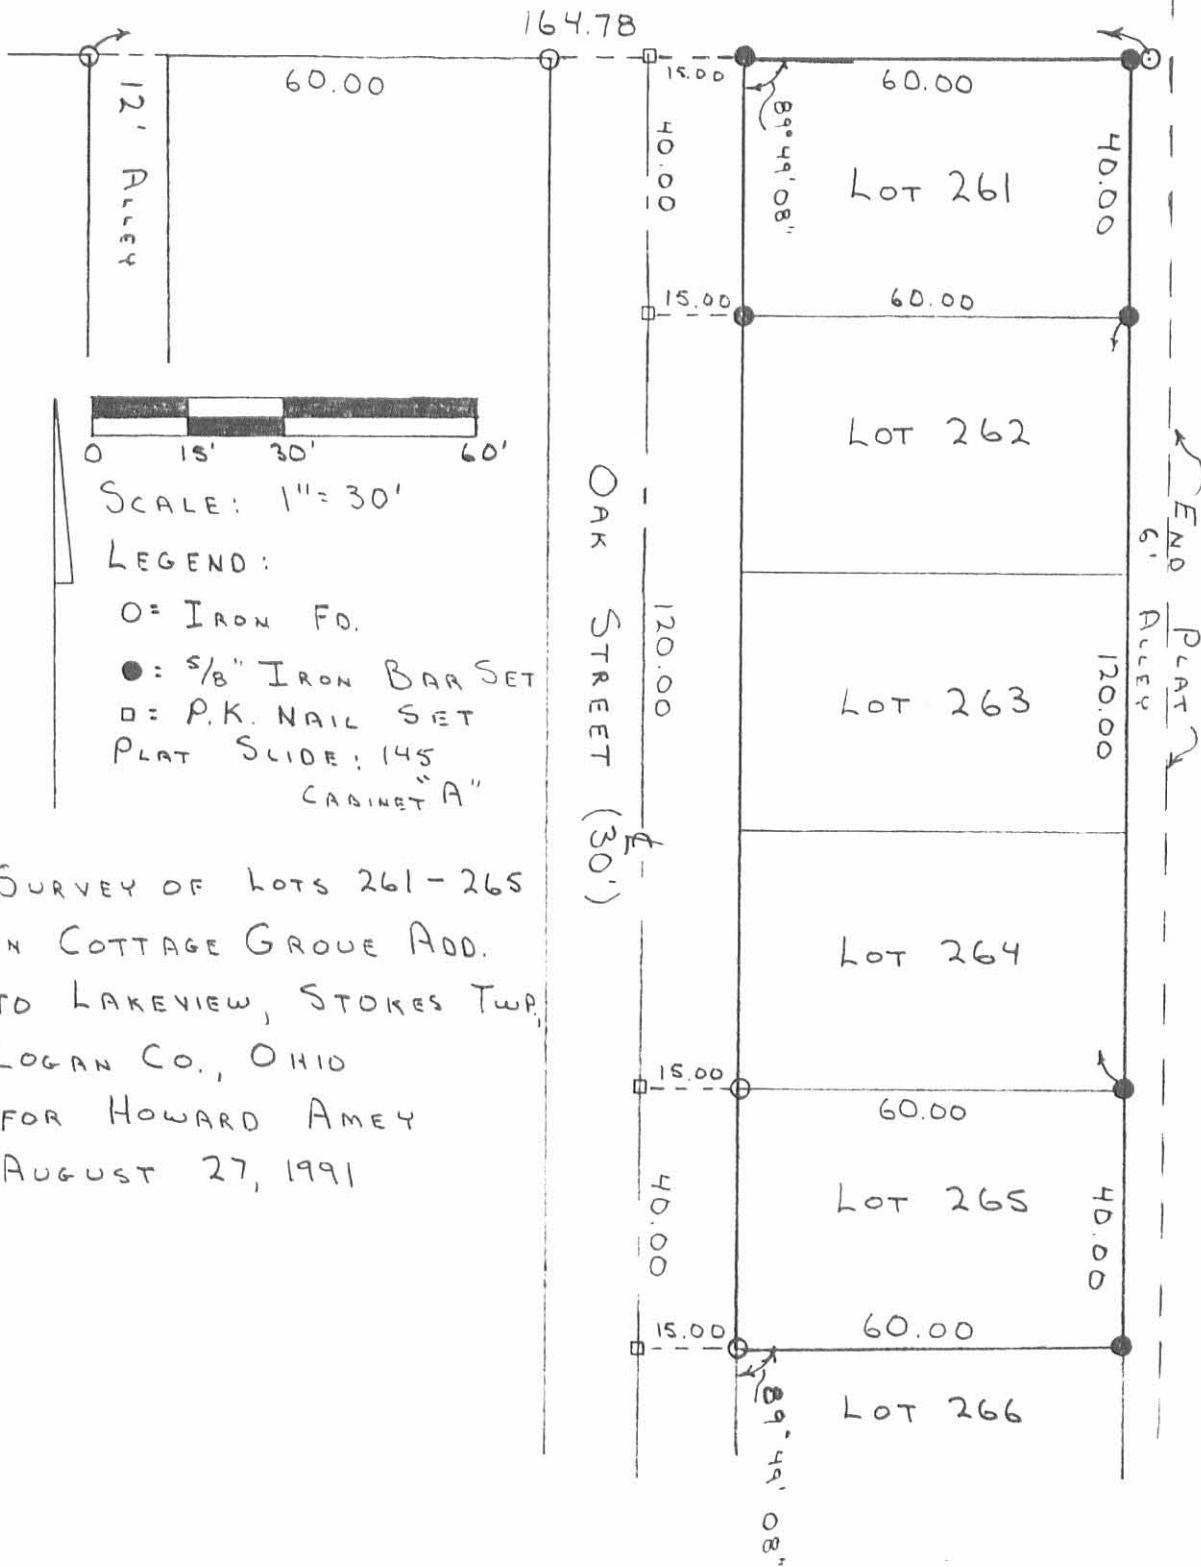 164.78
60.00
15.00
60.00
12' ALLEY
40.00
89°49'08"
LOT 261
40.00
15.00
60.00
0 15' 30' 60'
SCALE: 1"=30'
LEGEND:
O= IRON FD.
●: 5/8" IRON BAR SET
□= P.K. NAIL SET
PLAT SLIDE: 145
CABINET "A"
LOT 262
OAK STREET (30')
120.00
℄
END PLAT
6' ALLEY
LOT 263
120.00
SURVEY OF LOTS 261-265
N COTTAGE GROVE ADD.
TO LAKEVIEW, STOKES TWP.,
LOGAN CO., OHIO
FOR HOWARD AMEY
AUGUST 27, 1991
LOT 264
15.00
60.00
40.00
LOT 265
40.00
15.00
60.00
89°49'08"
LOT 266